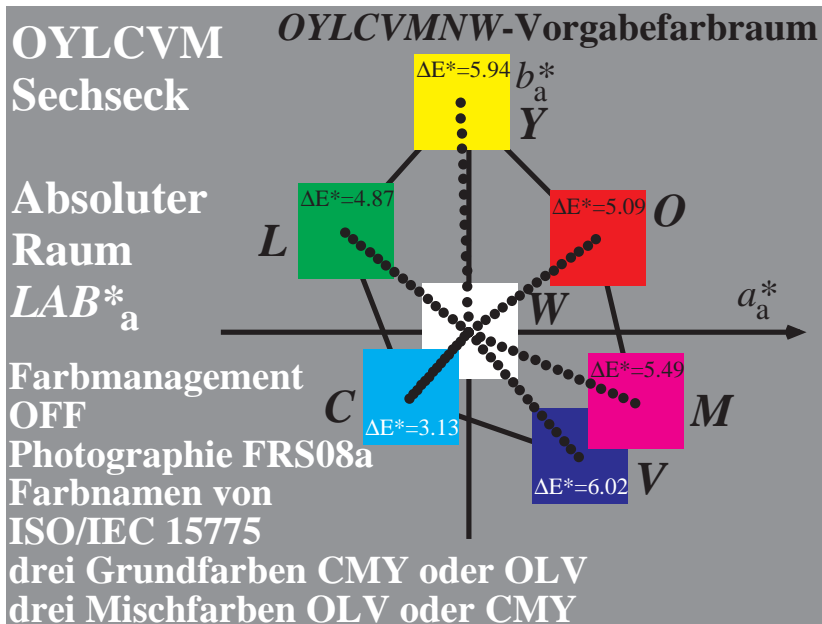 OYLCVM
Sechseck
OYLCVMNW-Vorgabefarbraum
ΔE*=5.94
b*a
Y
Absoluter
Raum
LAB*a
ΔE*=4.87
L
ΔE*=5.09
O
W
a*a
Farbmanagement
OFF
Photographie FRS08a
Farbnamen von
ISO/IEC 15775
drei Grundfarben CMY oder OLV
drei Mischfarben OLV oder CMY
C
ΔE*=3.13
ΔE*=5.49
M
ΔE*=6.02
V